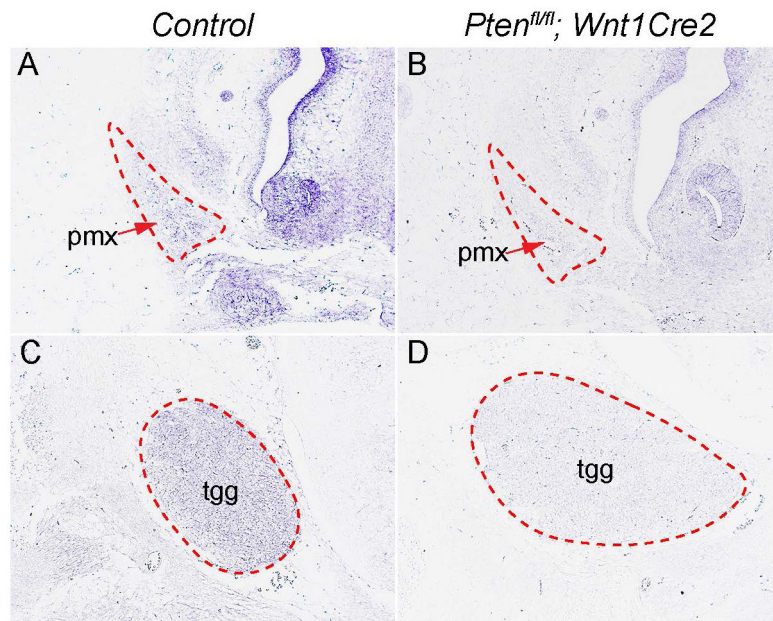 Control
Pten^fl/fl; Wnt1Cre2
A
B
pmx
pmx
C
D
tgg
tgg